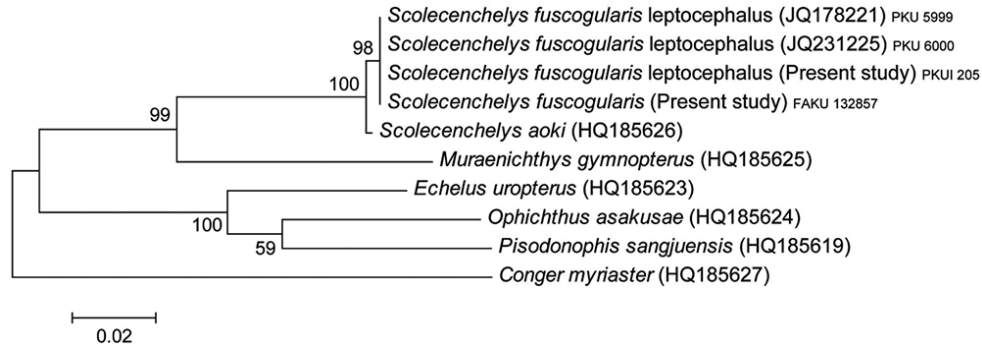 Scolecenchelys fuscogularis leptocephalus (JQ178221) PKU 5999
98
Scolecenchelys fuscogularis leptocephalus (JQ231225) PKU 6000
Scolecenchelys fuscogularis leptocephalus (Present study) PKUI 205
100
Scolecenchelys fuscogularis (Present study) FAKU 132857
99
Scolecenchelys aoki (HQ185626)
Muraenichthys gymnopterus (HQ185625)
Echelus uropterus (HQ185623)
100
Ophichthus asakusae (HQ185624)
59
Pisodonophis sangjuensis (HQ185619)
Conger myriaster (HQ185627)
0.02